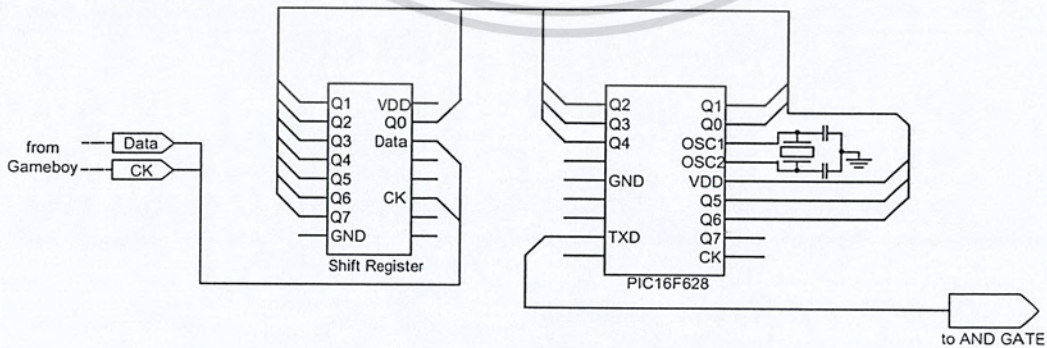 from
Gameboy
Data
CK
Q1
Q2
Q3
Q4
Q5
Q6
Q7
GND
VDD
Q0
Data
CK
Shift Register
Q2
Q3
Q4
GND
TXD
Q1
Q0
OSC1
OSC2
VDD
Q5
Q6
Q7
CK
PIC16F628
to AND GATE